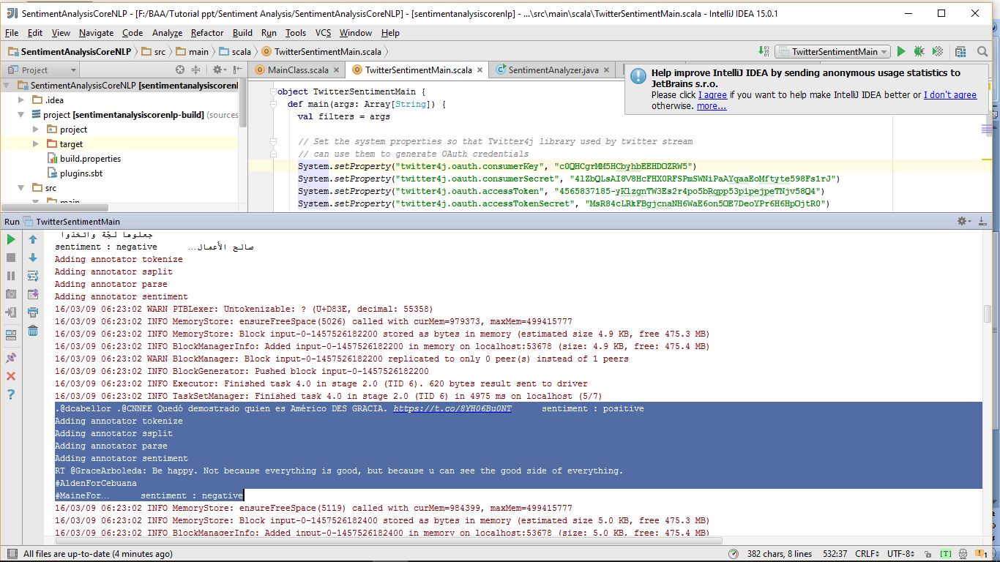 SentimentAnalysisCoreNLP - [F:/BAA/Tutorial ppt/Sentiment Analysis/SentimentAnalysisCoreNLP] - [sentimentanalysiscorenlp] - ...\src\main\scala\TwitterSentimentMain.scala - IntelliJ IDEA 15.0.1
File Edit View Navigate Code Analyze Refactor Build Run Tools VCS Window Help
SentimentAnalysisCoreNLP src main scala TwitterSentimentMain.scala TwitterSentimentMain
Project MainClass.scala TwitterSentimentMain.scala SentimentAnalyzer.java
Help improve IntelliJ IDEA by sending anonymous usage statistics to
JetBrains s.r.o.
Please click I agree if you want to help make IntelliJ IDEA better or I don't agree
otherwise. more...
SentimentAnalysisCoreNLP [sentimentanalysiscorenl
.idea
project [sentimentanalysiscorenlp-build] (sources
project
target
build.properties
plugins.sbt
src
main
object TwitterSentimentMain {
def main(args: Array[String]) {
val filters = args
// Set the system properties so that Twitter4j library used by twitter stream
// can use them to generate OAuth credentials
System.setProperty("twitter4j.oauth.consumerKey", "c0QHCgrMM5HCbyhbEEHDOZRW5")
System.setProperty("twitter4j.oauth.consumerSecret", "4lZbQLsAI8V8HcFHX0RFSPmSWNiPaAYgaaEoMftyte598Fs1rJ")
System.setProperty("twitter4j.oauth.accessToken", "4565837185-yKlzgnTW3Es2r4po5bRgpp53pipejpeTNjv58Q4")
System.setProperty("twitter4j.oauth.accessTokenSecret", "MsR84cLRkFBgjcnaNH6WaE6on5OE7DeoYPr6H6HpOjtR0")
Run TwitterSentimentMain
جعلوها لجّة واتخذوا
sentiment : negative صالح الأعمال…
Adding annotator tokenize
Adding annotator ssplit
Adding annotator parse
Adding annotator sentiment
16/03/09 06:23:02 WARN PTBLexer: Untokenizable: ? (U+D83E, decimal: 55358)
16/03/09 06:23:02 INFO MemoryStore: ensureFreeSpace(5026) called with curMem=979373, maxMem=499415777
16/03/09 06:23:02 INFO MemoryStore: Block input-0-1457526182200 stored as bytes in memory (estimated size 4.9 KB, free 475.3 MB)
16/03/09 06:23:02 INFO BlockManagerInfo: Added input-0-1457526182200 in memory on localhost:53678 (size: 4.9 KB, free: 475.4 MB)
16/03/09 06:23:02 WARN BlockManager: Block input-0-1457526182200 replicated to only 0 peer(s) instead of 1 peers
16/03/09 06:23:02 INFO BlockGenerator: Pushed block input-0-1457526182200
16/03/09 06:23:02 INFO Executor: Finished task 4.0 in stage 2.0 (TID 6). 620 bytes result sent to driver
16/03/09 06:23:02 INFO TaskSetManager: Finished task 4.0 in stage 2.0 (TID 6) in 4975 ms on localhost (5/7)
.@dcabellor .@CNNEE Quedó demostrado quien es Américo DES GRACIA. https://t.co/8YH06Bu0NT sentiment : positive
Adding annotator tokenize
Adding annotator ssplit
Adding annotator parse
Adding annotator sentiment
RT @GraceArboleda: Be happy. Not because everything is good, but because u can see the good side of everything.
#AldenForCebuana
#MaineFor… sentiment : negative
16/03/09 06:23:02 INFO MemoryStore: ensureFreeSpace(5119) called with curMem=984399, maxMem=499415777
16/03/09 06:23:02 INFO MemoryStore: Block input-0-1457526182400 stored as bytes in memory (estimated size 5.0 KB, free 475.3 MB)
16/03/09 06:23:02 INFO BlockManagerInfo: Added input-0-1457526182400 in memory on localhost:53678 (size: 5.0 KB, free: 475.4 MB)
All files are up-to-date (4 minutes ago) 382 chars, 8 lines 532:37 CRLF UTF-8 [T] 1